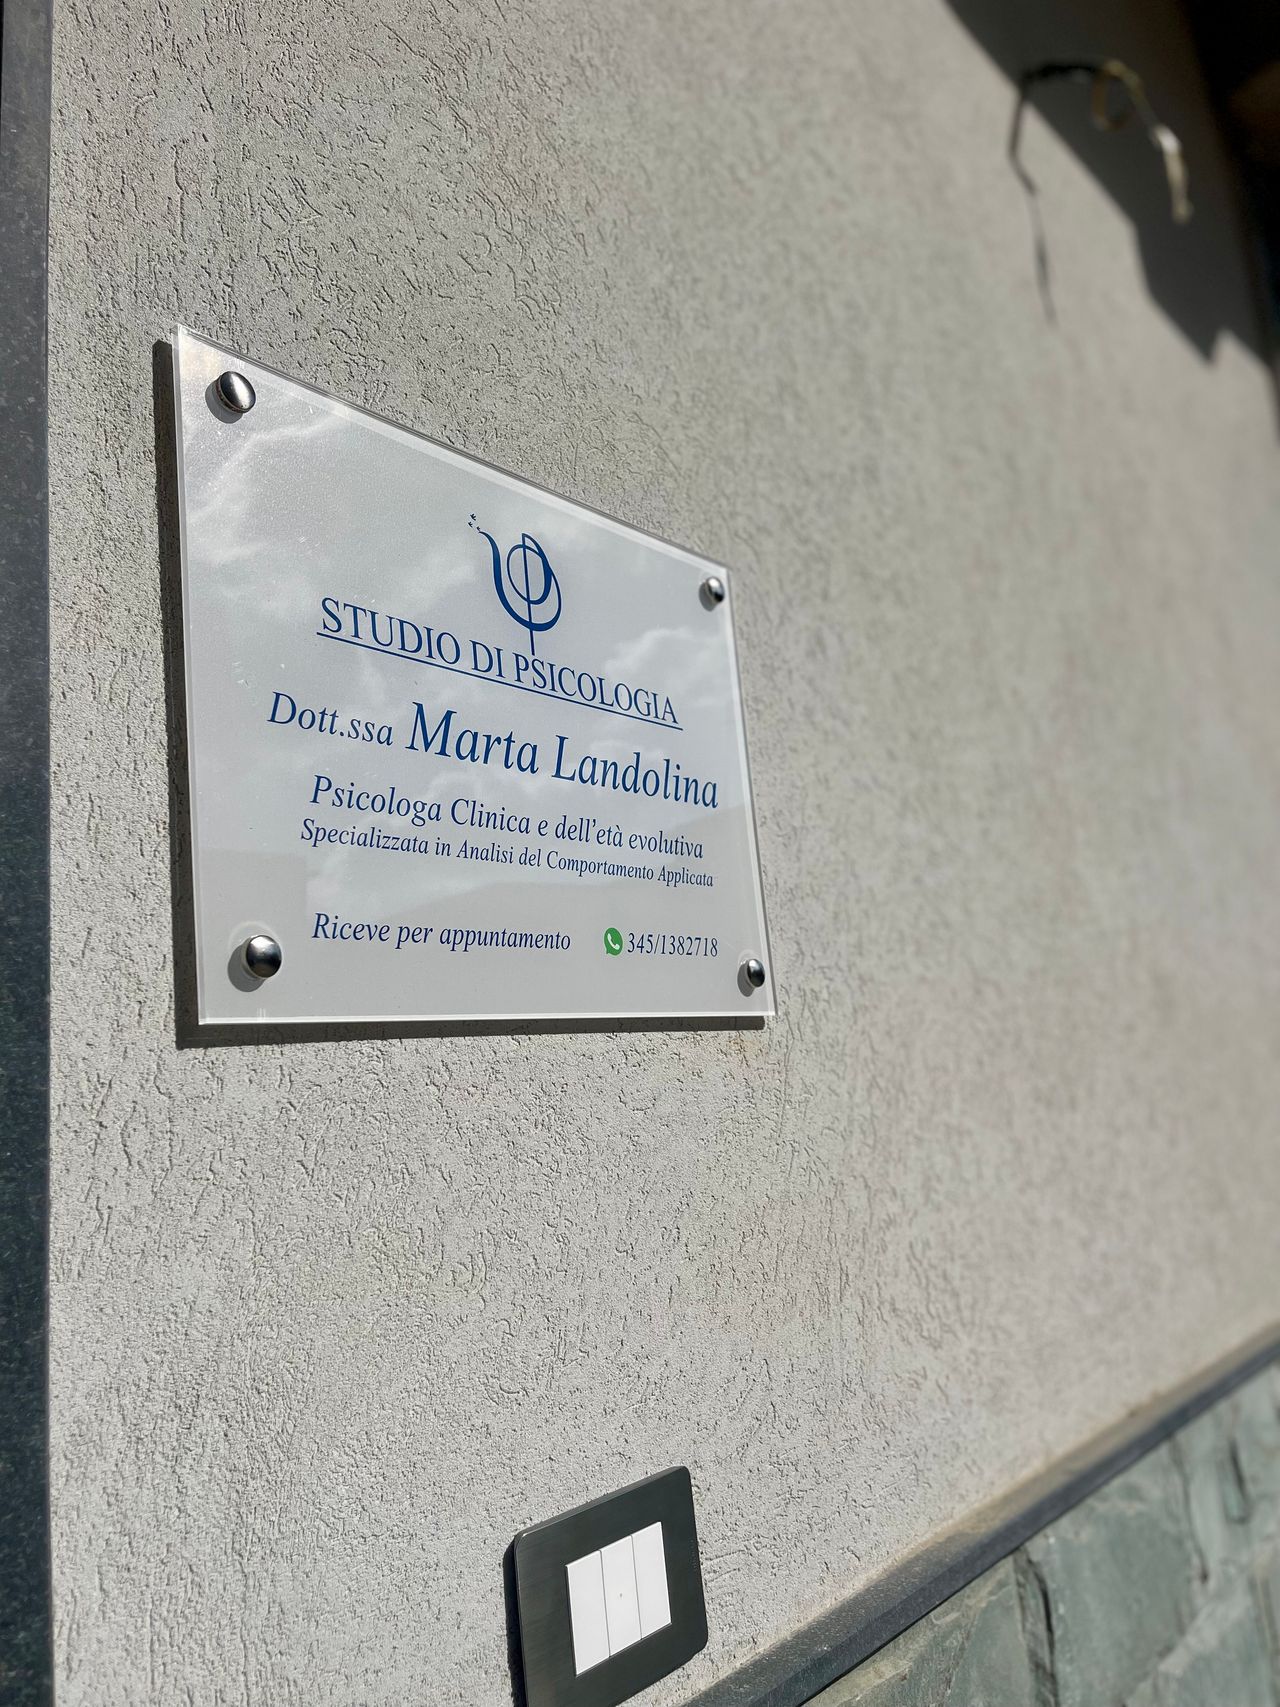 STUDIO DI PSICOLOGIA
Dott.ssa Marta Landolina
Psicologa Clinica e dell'età evolutiva
Specializzata in Analisi del Comportamento Applicata
Riceve per appuntamento 345/1382718